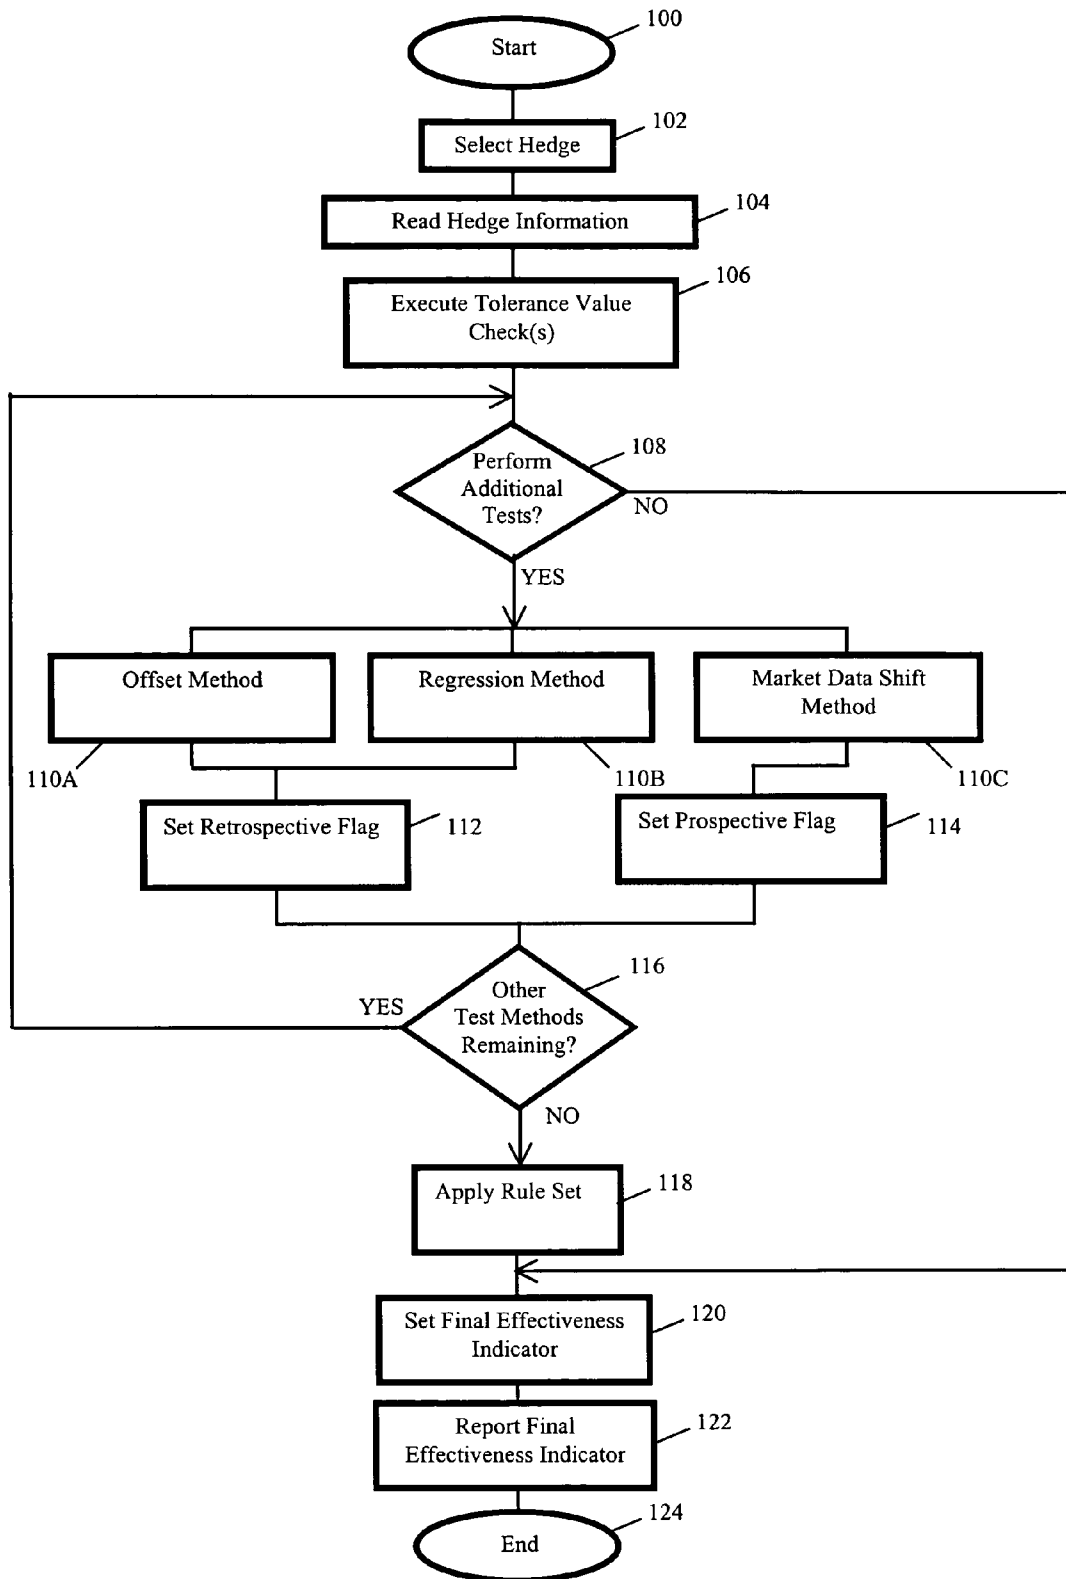 Start
100
Select Hedge
102
Read Hedge Information
104
Execute Tolerance Value
Check(s)
106
Perform
Additional
Tests?
108
NO
YES
Offset Method
Regression Method
Market Data Shift
Method
110A
110B
110C
Set Retrospective Flag
112
Set Prospective Flag
114
Other
Test Methods
Remaining?
116
YES
NO
Apply Rule Set
118
Set Final Effectiveness
Indicator
120
Report Final
Effectiveness Indicator
122
End
124